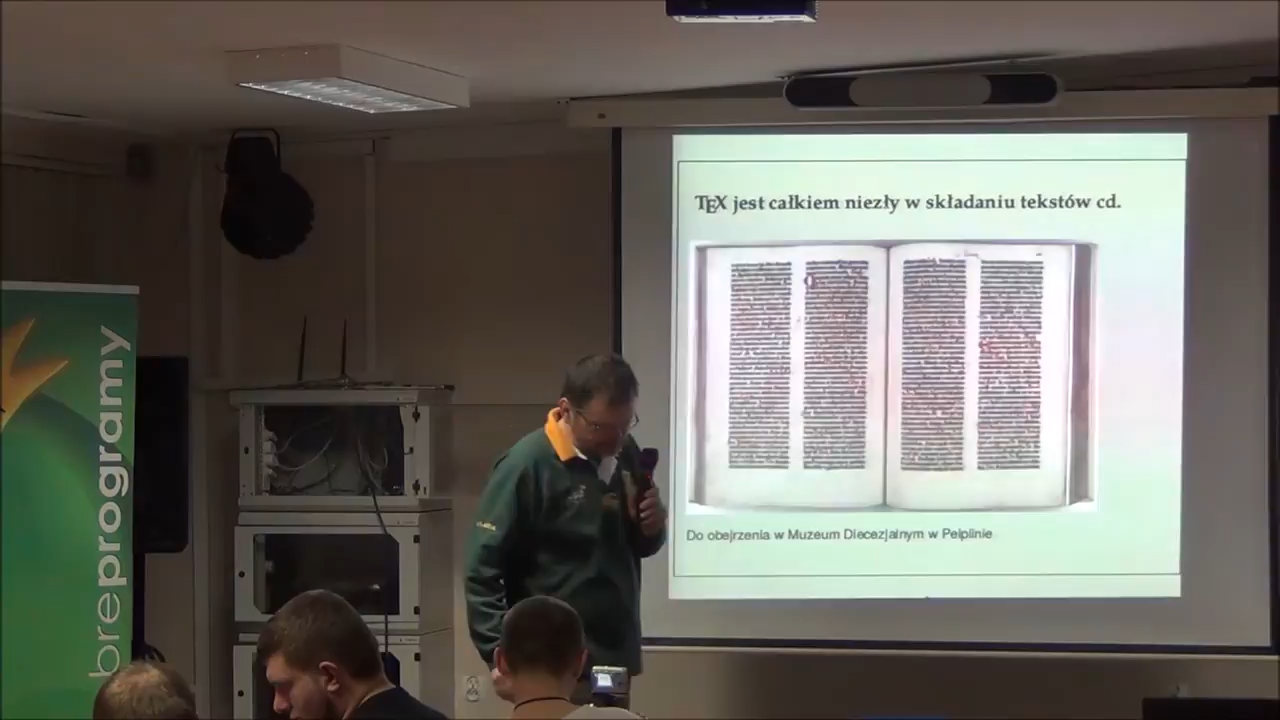 TEX jest całkiem niezły w składaniu tekstów cd.
Do obejrzenia w Muzeum Diecezjalnym w Pelplinie
breprogramy